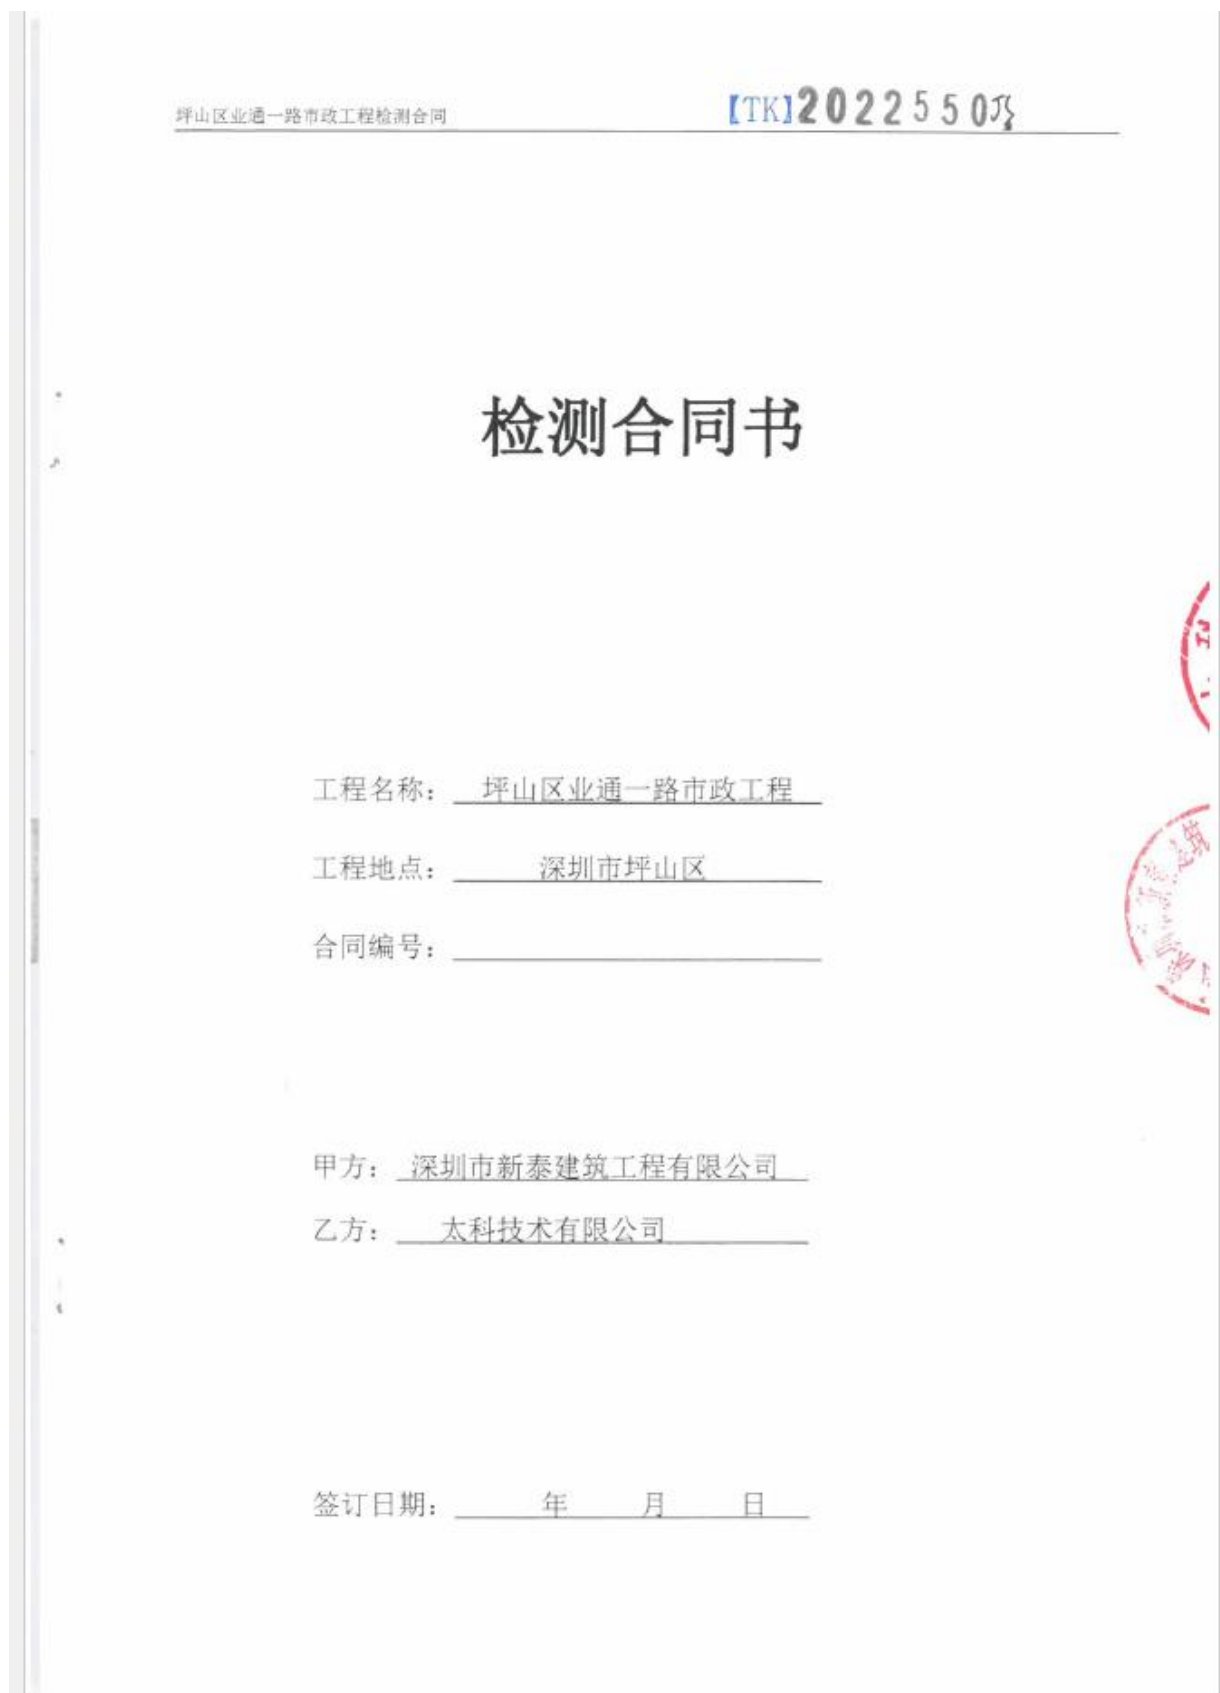 坪山区业通一路市政工程检测合同
【TK】2022550
检测合同书
工程名称：坪山区业通一路市政工程
工程地点：深圳市坪山区
合同编号：
甲方：深圳市新泰建筑工程有限公司
乙方：太科技术有限公司
签订日期： 年 月 日